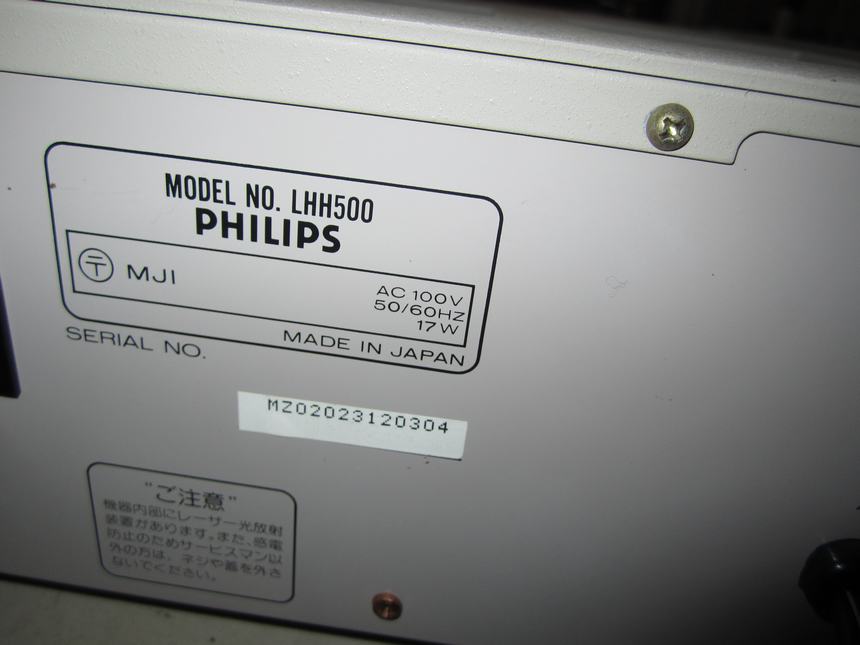 MODEL NO. LHH500
PHILIPS
〒 MJI
AC 100V
50/60HZ
17W
SERIAL NO.
MADE IN JAPAN
MZ02023120304
"ご注意"
機器内部にレーザー光放射
装置があります。また、感電
防止のためサービスマン以
外の方は、ネジや蓋を外さ
ないでください。